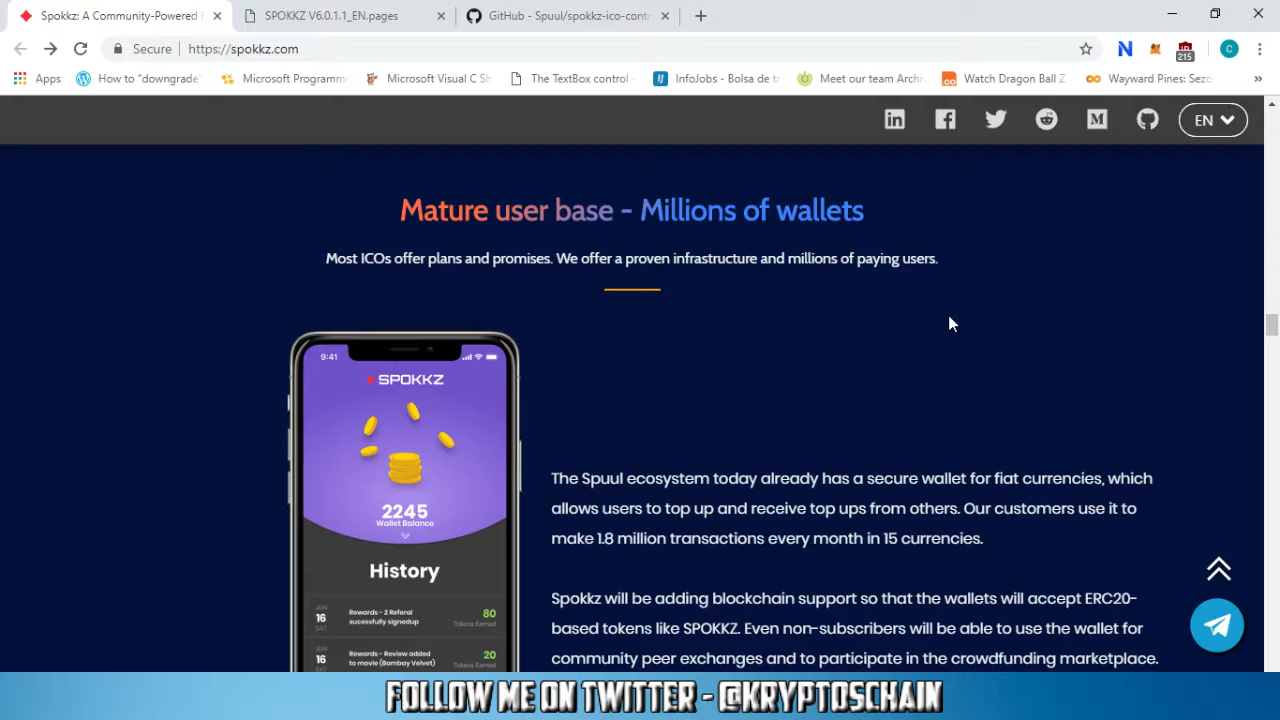 Spokkz: A Community-Powered F
SPOKKZ V6.0.1.1_EN.pages
GitHub - Spuul/spokkz-ico-contr
Secure
https://spokkz.com
N
215
C
Apps
How to "downgrade"
Microsoft Programm
Microsoft Visual C Sh
The TextBox control -
InfoJobs - Bolsa de tr
Meet our team Archi
Watch Dragon Ball Z
Wayward Pines: Sezo
EN
Mature user base - Millions of wallets
Most ICOs offer plans and promises. We offer a proven infrastructure and millions of paying users.
9:41
SPOKKZ
2245
Wallet Balance
History
JUN
16
SAT
Rewards - 2 Referal
sucessfully signedup
80
Tokens Earned
JUN
16
SAT
Rewards - Review added
to movie (Bombay Velvet)
20
Tokens Earned
The Spuul ecosystem today already has a secure wallet for fiat currencies, which
allows users to top up and receive top ups from others. Our customers use it to
make 1.8 million transactions every month in 15 currencies.
Spokkz will be adding blockchain support so that the wallets will accept ERC20-
based tokens like SPOKKZ. Even non-subscribers will be able to use the wallet for
community peer exchanges and to participate in the crowdfunding marketplace.
FOLLOW ME ON TWITTER - @KRYPTOSCHAIN